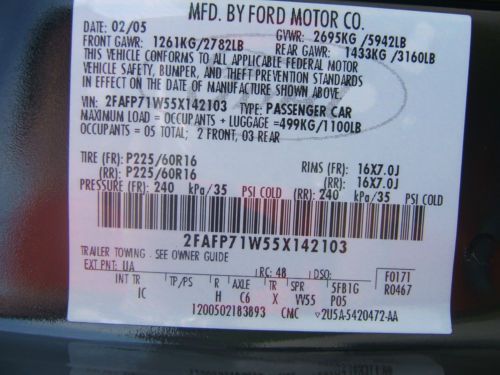 MFD. BY FORD MOTOR CO.
DATE: 02/05 GVWR: 2695KG /5942LB
FRONT GAWR: 1261KG/2782LB REAR GAWR: 1433KG /3160LB
THIS VEHICLE CONFORMS TO ALL APPLICABLE FEDERAL MOTOR
VEHICLE SAFETY, BUMPER, AND THEFT PREVENTION STANDARDS
IN EFFECT ON THE DATE OF MANUFACTURE SHOWN ABOVE.
VIN: 2FAFP71W55X142103 TYPE: PASSENGER CAR
MAXIMUM LOAD = OCCUPANTS + LUGGAGE =499KG/1100LB
OCCUPANTS = 05 TOTAL; 2 FRONT, 03 REAR
TIRE (FR): P225/60R16 RIMS (FR): 16X7.0J
(RR): P225/60R16 (RR): 16X7.0J
PRESSURE (FR): 240 kPa/35 PSI COLD (RR): 240 kPa/35 PSI COLD
2FAFP71W55X142103
TRAILER TOWING - SEE OWNER GUIDE
EXT PNT: UA RC: 48 DSO: F0171
INT TR TP/PS R AXLE TR SPR SFB1G R0467
IC H C6 X W55 P05
1200502183893 CMC 2U5A-5420472-AA